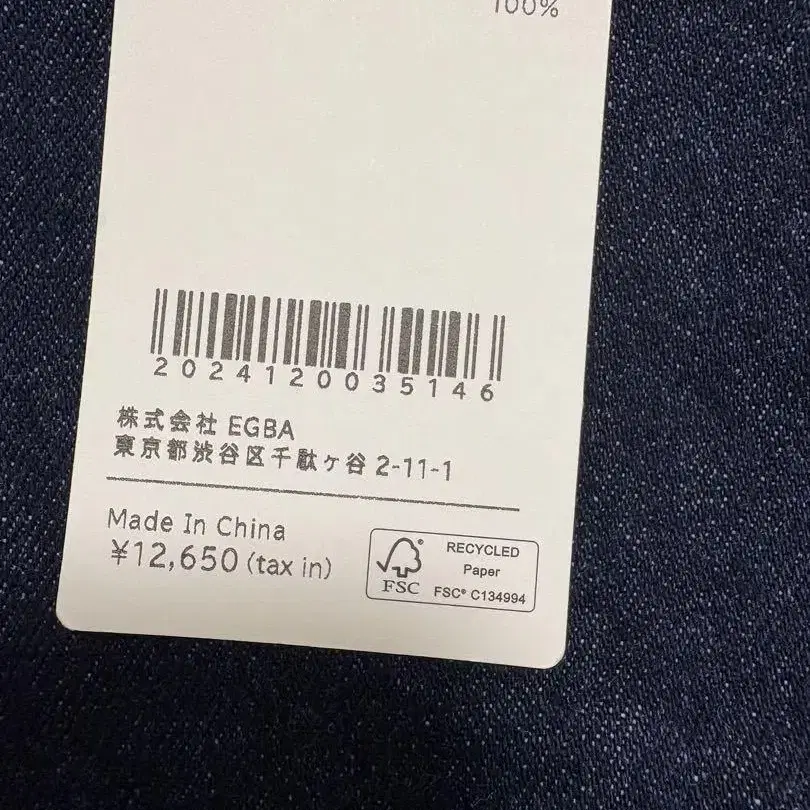 100%
2024120035146
株式会社 EGBA
東京都渋谷区千駄ヶ谷 2-11-1
Made In China
¥12,650 (tax in)
RECYCLED
Paper
FSC
FSC® C134994